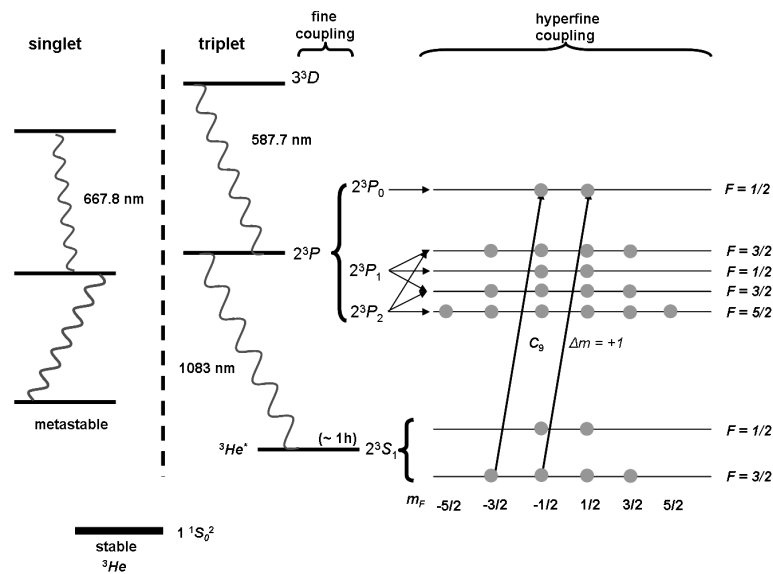 fine
coupling
hyperfine
coupling
singlet
triplet
3³D
587.7 nm
667.8 nm
2³P₀
F = 1/2
2³P
F = 3/2
2³P₁
F = 1/2
F = 3/2
2³P₂
F = 5/2
C₉
Δm = +1
1083 nm
metastable
³He*
(~ 1h)
2³S₁
F = 1/2
F = 3/2
m_F
-5/2 -3/2 -1/2 1/2 3/2 5/2
1 ¹S₀²
stable
³He